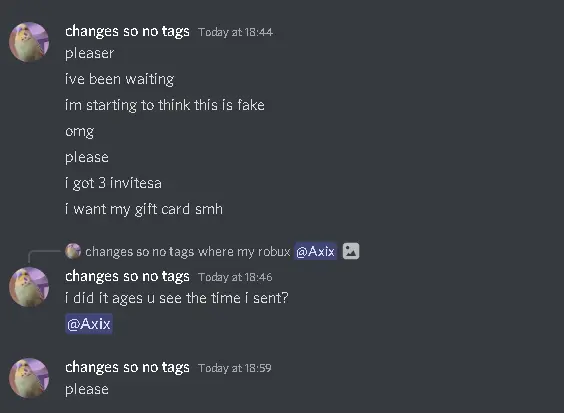 changes so no tags Today at 18:44
pleaser
ive been waiting
im starting to think this is fake
omg
please
i got 3 invitesa
i want my gift card smh
changes so no tags where my robux @Axix
changes so no tags Today at 18:46
i did it ages u see the time i sent?
@Axix
changes so no tags Today at 18:59
please